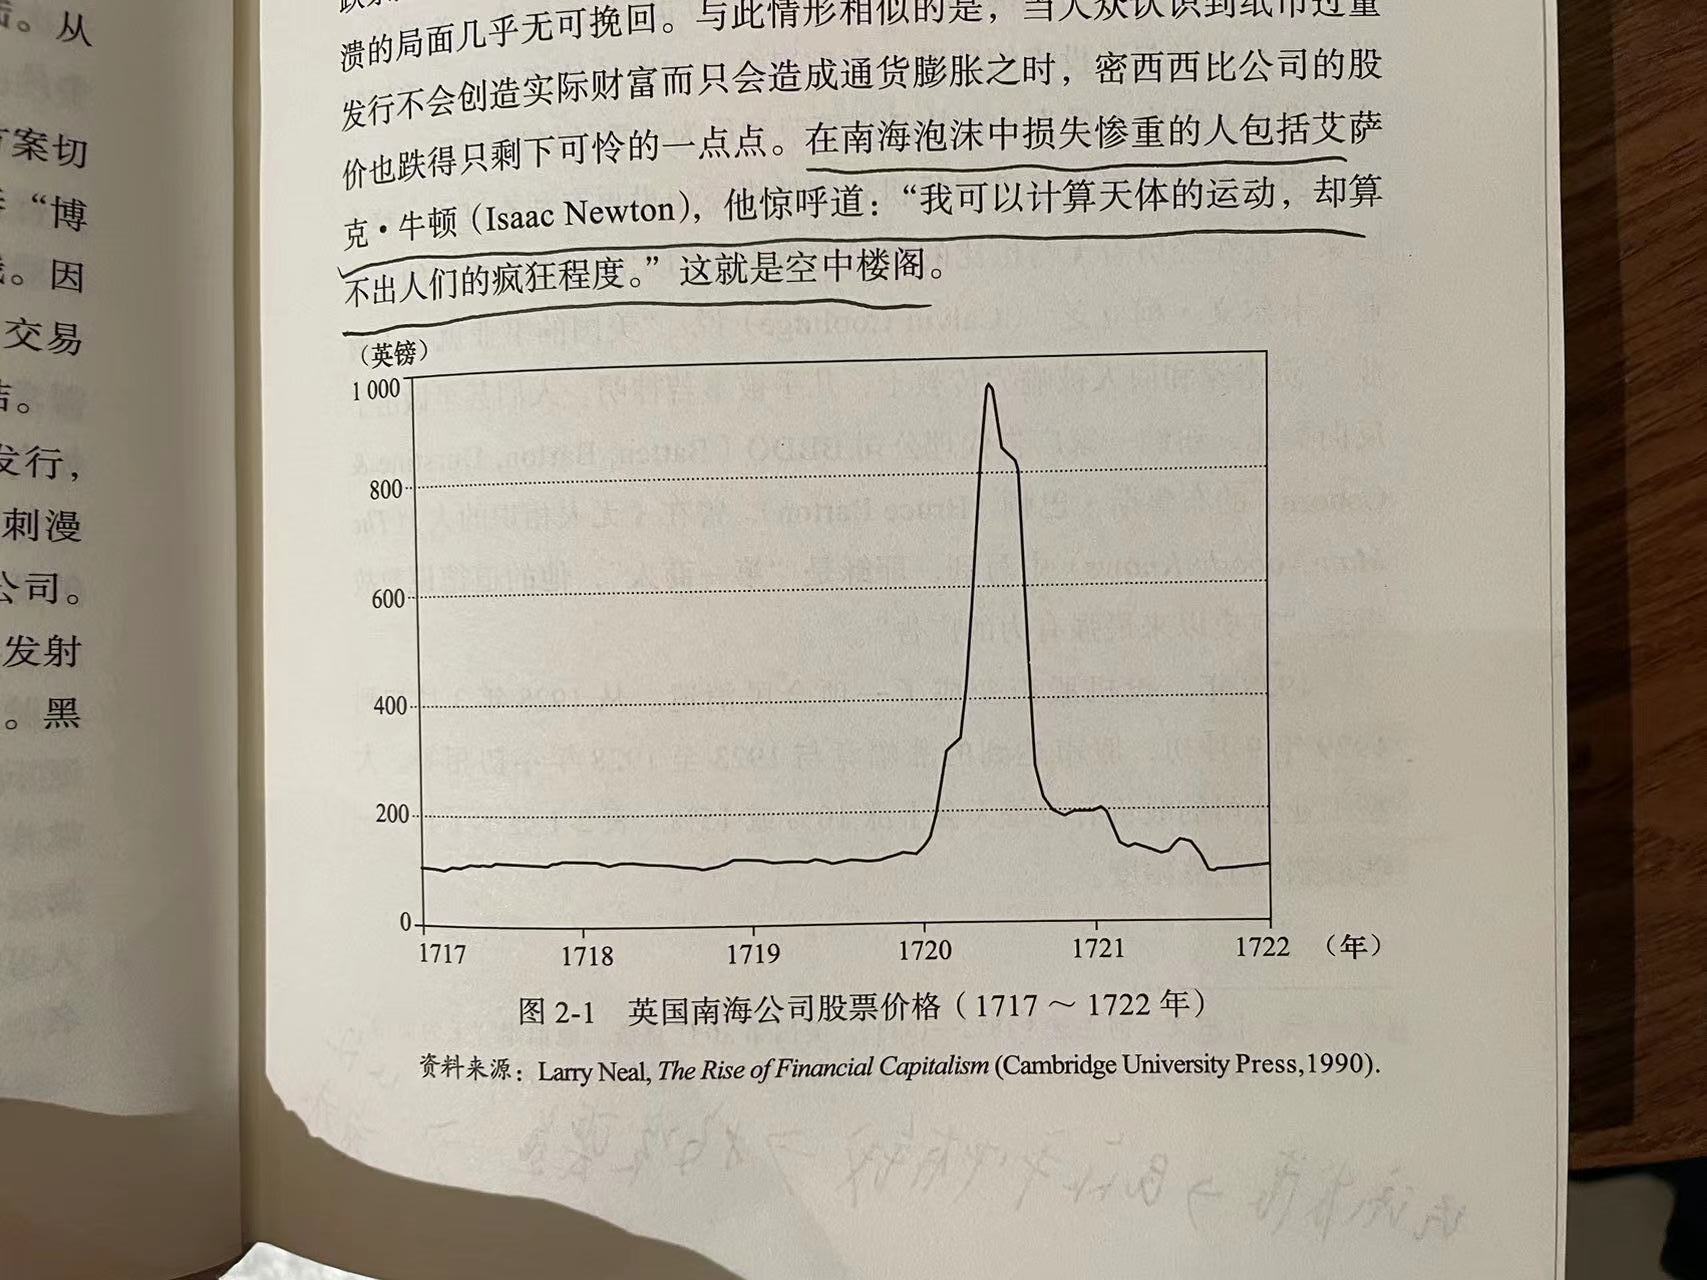 从
案切
“博
。因
交易
。
发行，
刺漫
公司。
发射
。黑
溃的局面几乎无可挽回。与此情形相似的是，当大众认识到纸币过量
发行不会创造实际财富而只会造成通货膨胀之时，密西西比公司的股
价也跌得只剩下可怜的一点点。在南海泡沫中损失惨重的人包括艾萨
克·牛顿（Isaac Newton），他惊呼道：“我可以计算天体的运动，却算
不出人们的疯狂程度。”这就是空中楼阁。
（英镑）
1 000
800
600
400
200
0
1717 1718 1719 1720 1721 1722 （年）
图 2-1 英国南海公司股票价格（1717 ～ 1722 年）
资料来源：Larry Neal, The Rise of Financial Capitalism (Cambridge University Press,1990).